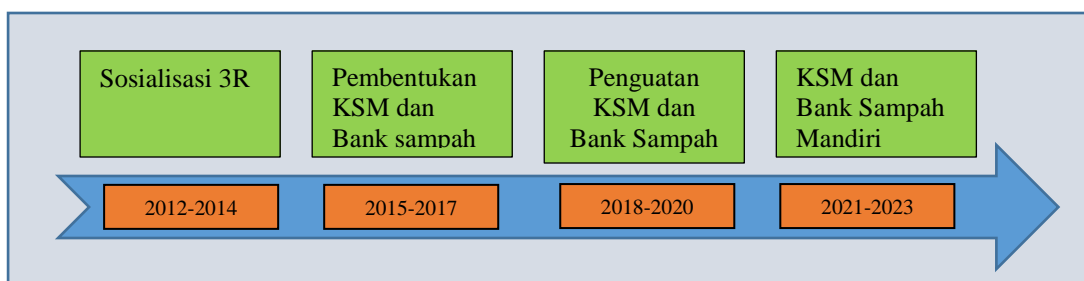 Sosialisasi 3R
Pembentukan
KSM dan
Bank sampah
Penguatan
KSM dan
Bank Sampah
KSM dan
Bank Sampah
Mandiri
2012-2014
2015-2017
2018-2020
2021-2023